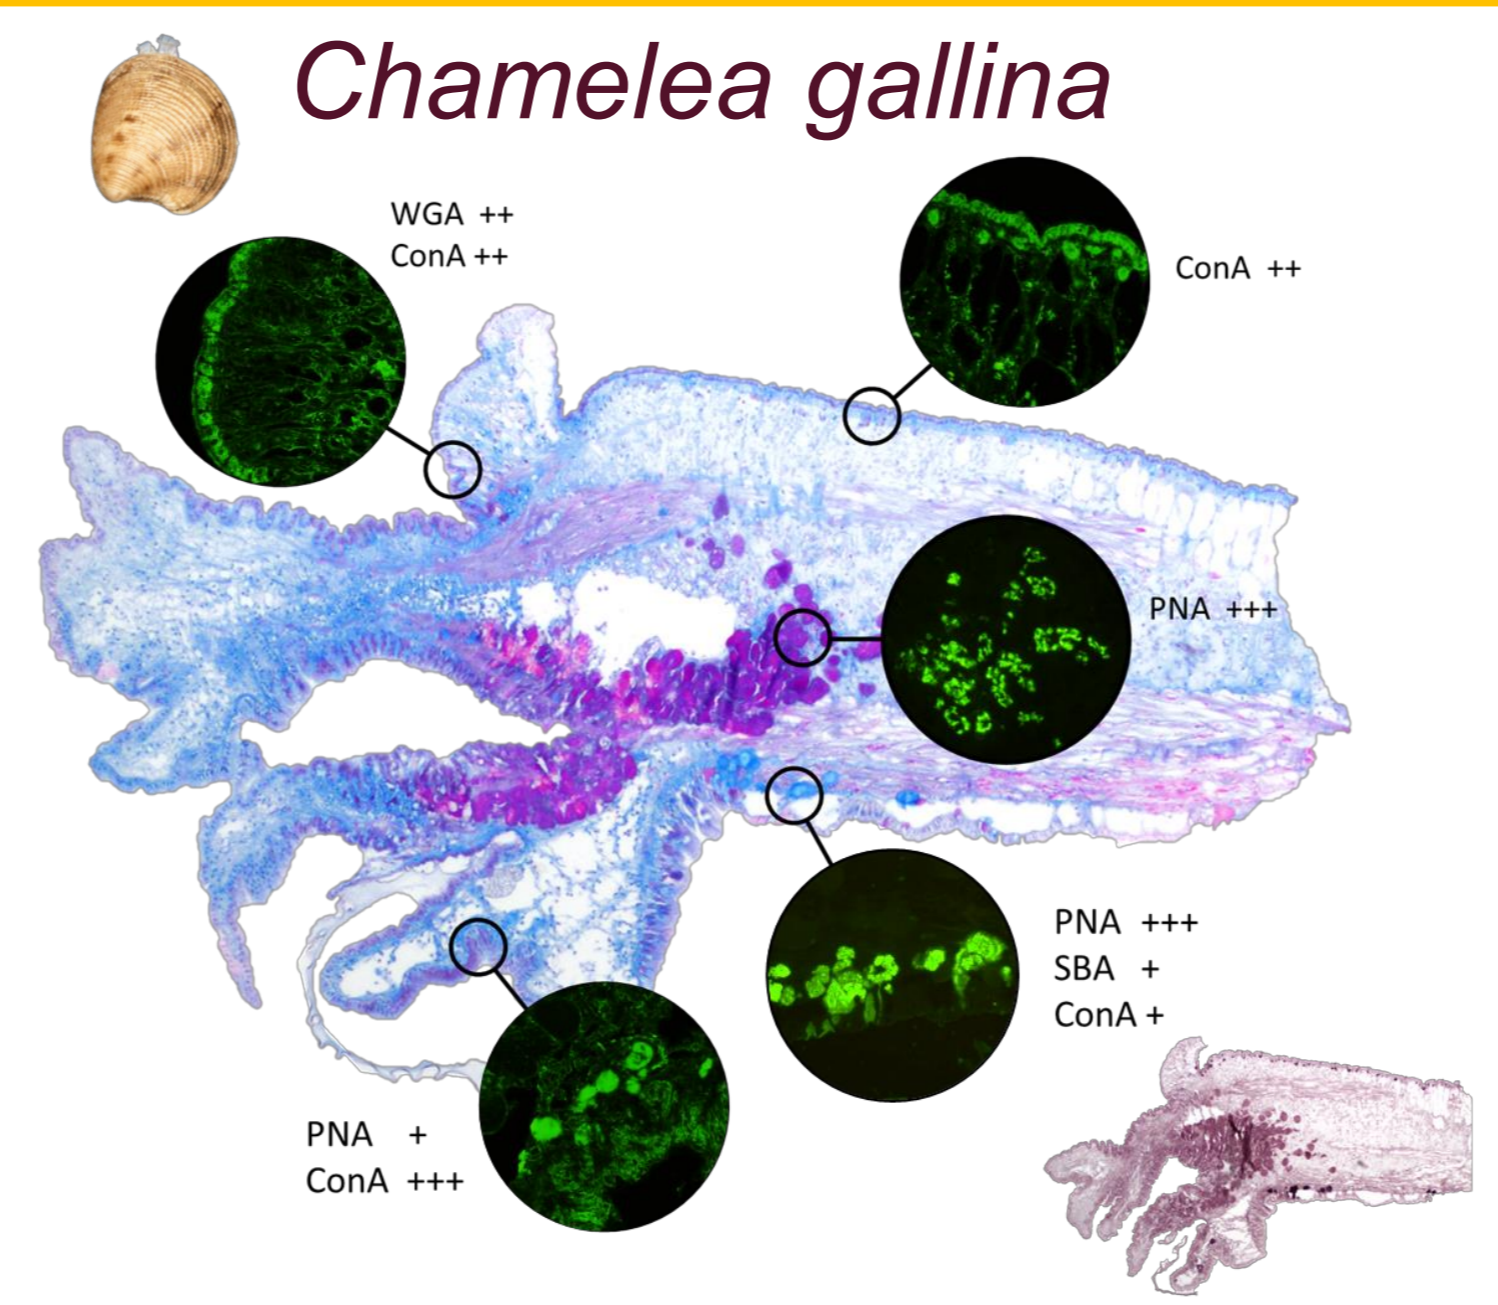 Chamelea gallina
WGA ++
ConA ++
ConA ++
PNA +++
PNA +++
SBA +
ConA +
PNA +
ConA +++